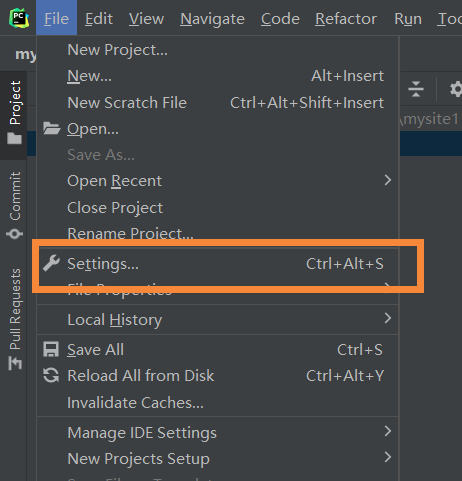 PC File Edit View Navigate Code Refactor Run Too
my
New Project...
New... Alt+Insert
New Scratch File Ctrl+Alt+Shift+Insert
Open... \mysite1
Save As...
Open Recent
Close Project
Rename Project...
Settings... Ctrl+Alt+S
File Properties
Local History
Save All Ctrl+S
Reload All from Disk Ctrl+Alt+Y
Invalidate Caches...
Manage IDE Settings
New Projects Setup
Project
Commit
Pull Requests